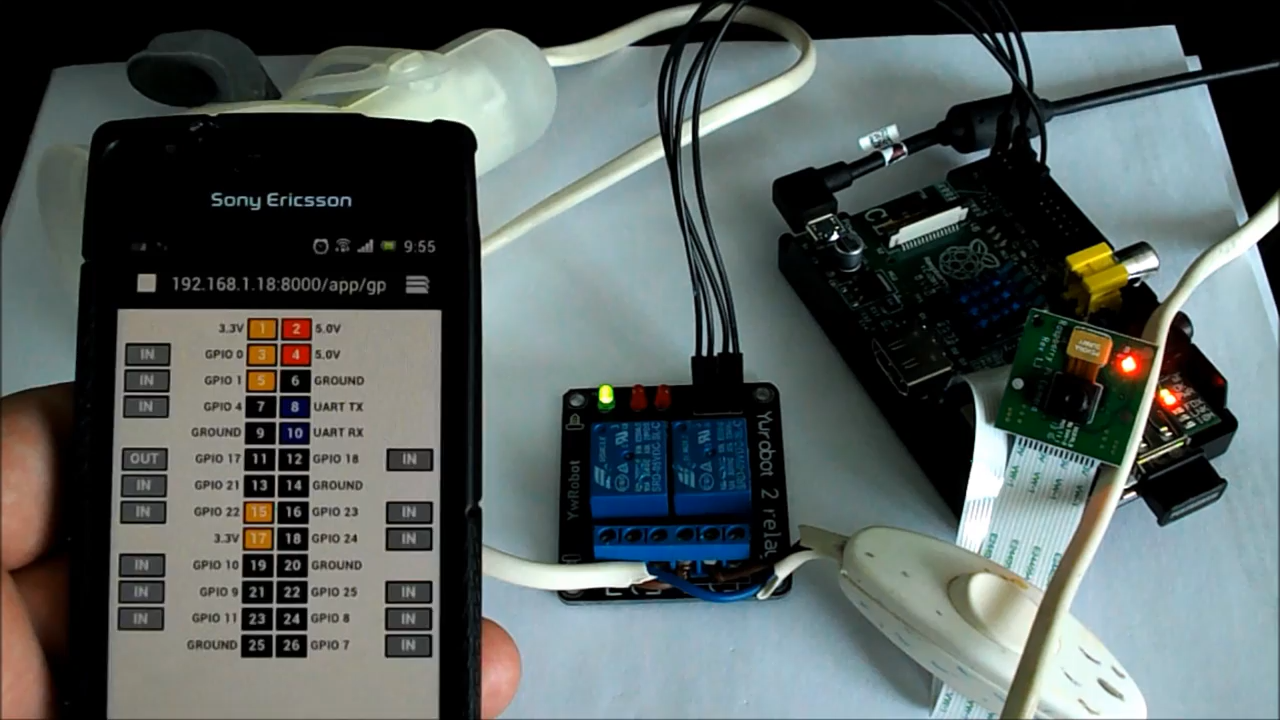 Sony Ericsson
9:55
192.168.1.18:8000/app/gp
3.3V 1 2 5.0V
IN GPIO 0 3 4 5.0V
IN GPIO 1 5 6 GROUND
IN GPIO 4 7 8 UART TX
GROUND 9 10 UART RX
OUT GPIO 17 11 12 GPIO 18 IN
IN GPIO 21 13 14 GROUND
IN GPIO 22 15 16 GPIO 23 IN
3.3V 17 18 GPIO 24 IN
IN GPIO 10 19 20 GROUND
IN GPIO 9 21 22 GPIO 25 IN
IN GPIO 11 23 24 GPIO 8 IN
GROUND 25 26 GPIO 7 IN
YwRobot
Yurobot 2 relay